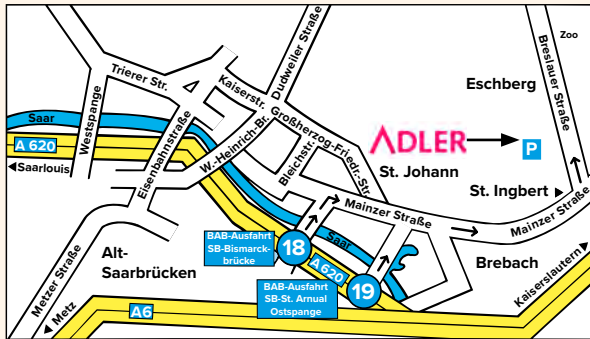 Zoo
Breslauer Straße
Dudweiler Straße
Eschberg
Trierer Str.
Kaiserstr.
Großherzog-Friedr.-Str.
Saar
Westspange
Eisenbahnstraße
A 620
W.-Heinrich-Br.
Bleichstr.
ADLER
P
Saarlouis
St. Johann
St. Ingbert
Mainzer Straße
Mainzer Straße
BAB-Ausfahrt
SB-Bismarck-
brücke
18
Saar
Alt-
Saarbrücken
A 620
Brebach
BAB-Ausfahrt
SB-St. Arnual
Ostspange
19
Kaiserslautern
Metzer Straße
Metz
A6